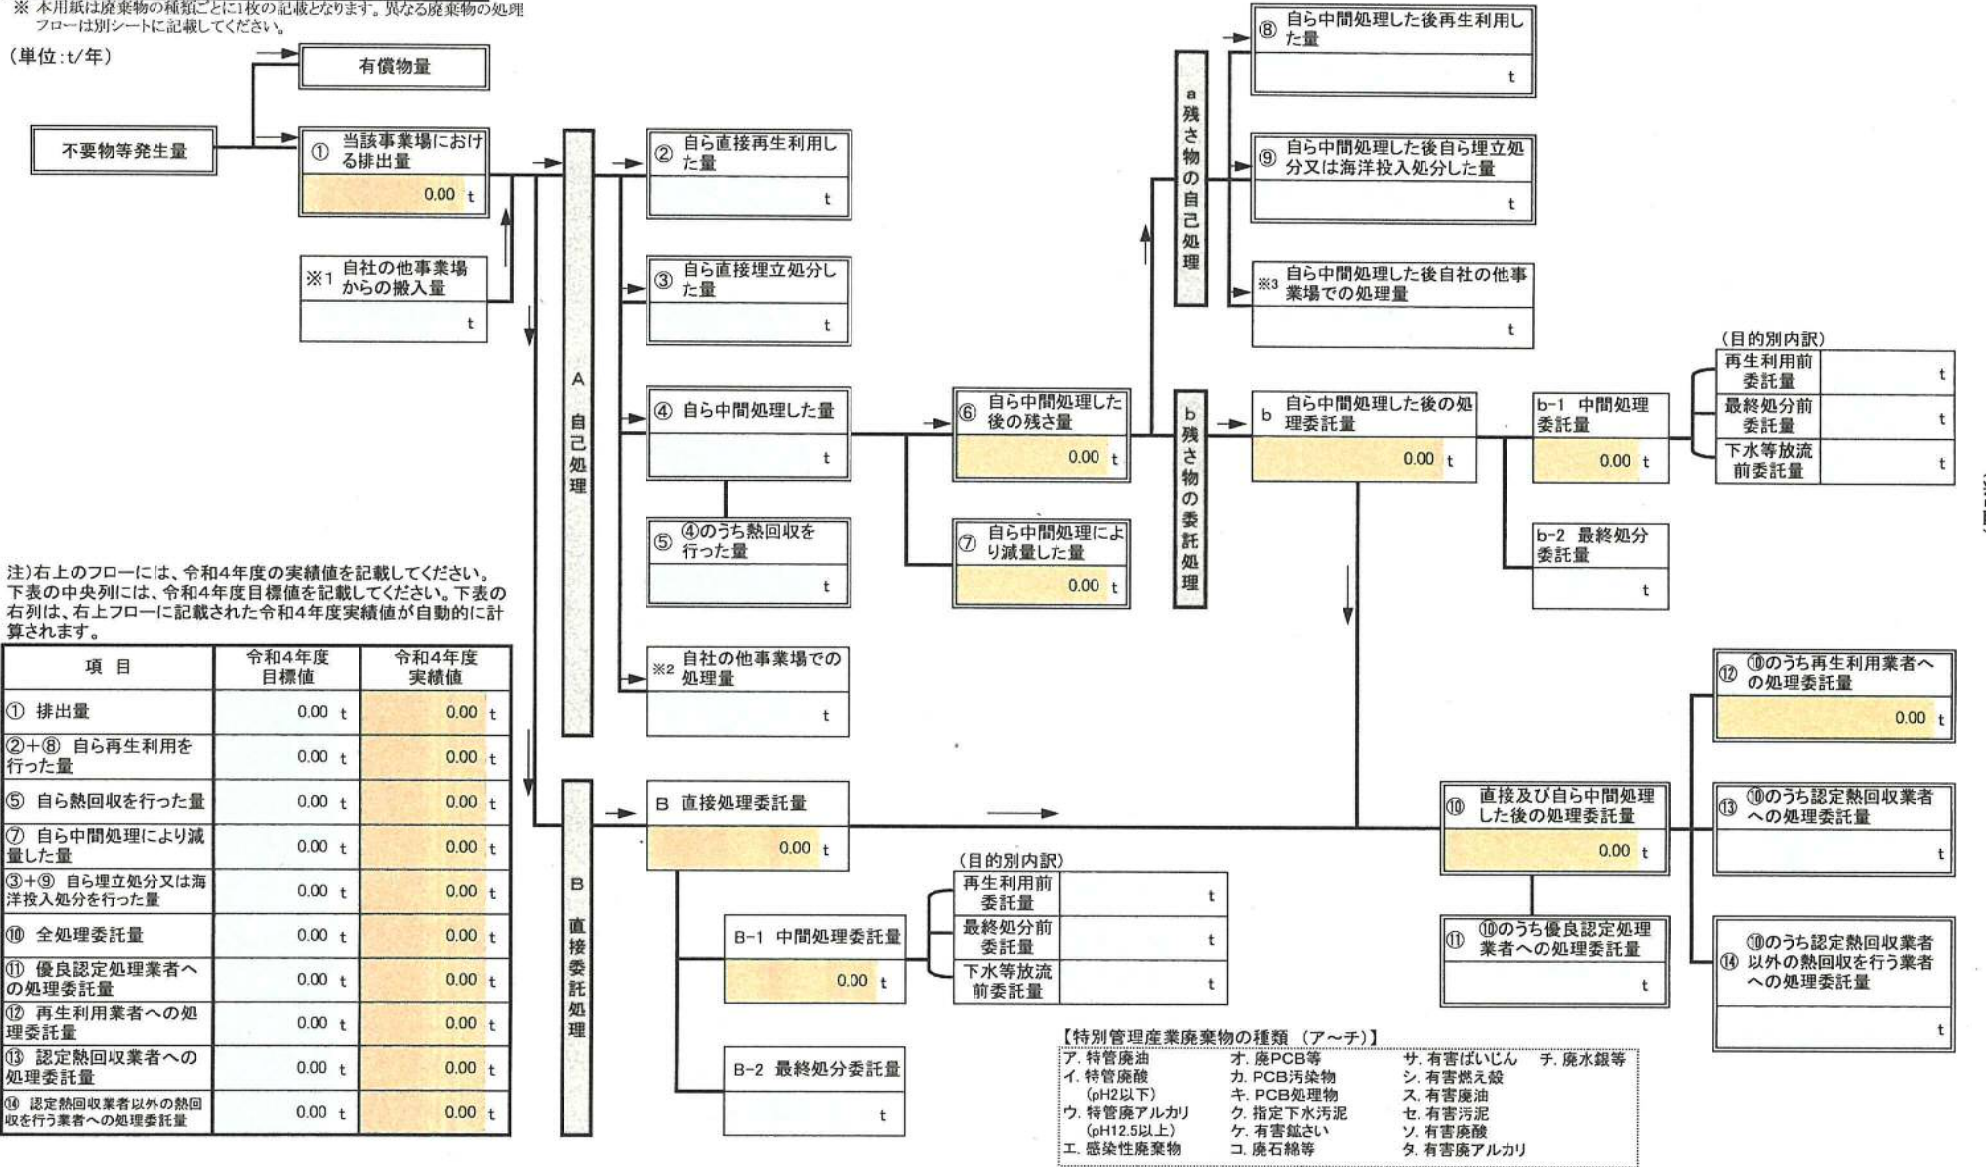 ※ 本用紙は廃棄物の種類ごとに1枚の記載となります。異なる廃棄物の処理
フローは別シートに記載してください。
(単位:t/年)
有償物量
不要物等発生量
① 当該事業場におけ
る排出量
0.00 t
※1 自社の他事業場
からの搬入量
t
A 自己処理
② 自ら直接再生利用し
た量
t
③ 自ら直接埋立処分し
た量
t
④ 自ら中間処理した量
t
⑤ ④のうち熱回収を
行った量
t
※2 自社の他事業場での
処理量
t
⑥ 自ら中間処理した
後の残さ量
0.00 t
⑦ 自ら中間処理によ
り減量した量
0.00 t
a 残さ物の自己処理
⑧ 自ら中間処理した後再生利用し
た量
t
⑨ 自ら中間処理した後自ら埋立処
分又は海洋投入処分した量
t
※3 自ら中間処理した後自社の他事
業場での処理量
t
b 残さ物の委託処理
b 自ら中間処理した後の処
理委託量
0.00 t
b-1 中間処理
委託量
0.00 t
b-2 最終処分
委託量
t
(目的別内訳)
再生利用前
委託量 t
最終処分前
委託量 t
下水等放流
前委託量 t
注)右上のフローには、令和4年度の実績値を記載してください。
下表の中央列には、令和4年度目標値を記載してください。下表の
右列は、右上フローに記載された令和4年度実績値が自動的に計
算されます。
項 目 令和4年度
目標値 令和4年度
実績値
① 排出量 0.00 t 0.00 t
②+⑧ 自ら再生利用を
行った量 0.00 t 0.00 t
⑤ 自ら熱回収を行った量 0.00 t 0.00 t
⑦ 自ら中間処理により減
量した量 0.00 t 0.00 t
③+⑨ 自ら埋立処分又は海
洋投入処分を行った量 0.00 t 0.00 t
⑩ 全処理委託量 0.00 t 0.00 t
⑪ 優良認定処理業者へ
の処理委託量 0.00 t 0.00 t
⑫ 再生利用業者への処
理委託量 0.00 t 0.00 t
⑬ 認定熱回収業者への
処理委託量 0.00 t 0.00 t
⑭ 認定熱回収業者以外の熱回
収を行う業者への処理委託量 0.00 t 0.00 t
B 直接委託処理
B 直接処理委託量
0.00 t
B-1 中間処理委託量
0.00 t
B-2 最終処分委託量
t
(目的別内訳)
再生利用前
委託量 t
最終処分前
委託量 t
下水等放流
前委託量 t
⑩ 直接及び自ら中間処理
した後の処理委託量
0.00 t
⑪ ⑩のうち優良認定処理
業者への処理委託量
t
⑫ ⑩のうち再生利用業者へ
の処理委託量
0.00 t
⑬ ⑩のうち認定熱回収業者
への処理委託量
t
⑭ ⑩のうち認定熱回収業者
以外の熱回収を行う業者
への処理委託量
t
【特別管理産業廃棄物の種類 (ア～チ)】
ア. 特管廃油 オ. 廃PCB等 サ. 有害ばいじん チ. 廃水銀等
イ. 特管廃酸 カ. PCB汚染物 シ. 有害燃え殻
(pH2以下) キ. PCB処理物 ス. 有害廃油
ウ. 特管廃アルカリ ク. 指定下水汚泥 セ. 有害汚泥
(pH12.5以上) ケ. 有害鉱さい ソ. 有害廃酸
エ. 感染性廃棄物 コ. 廃石綿等 タ. 有害廃アルカリ